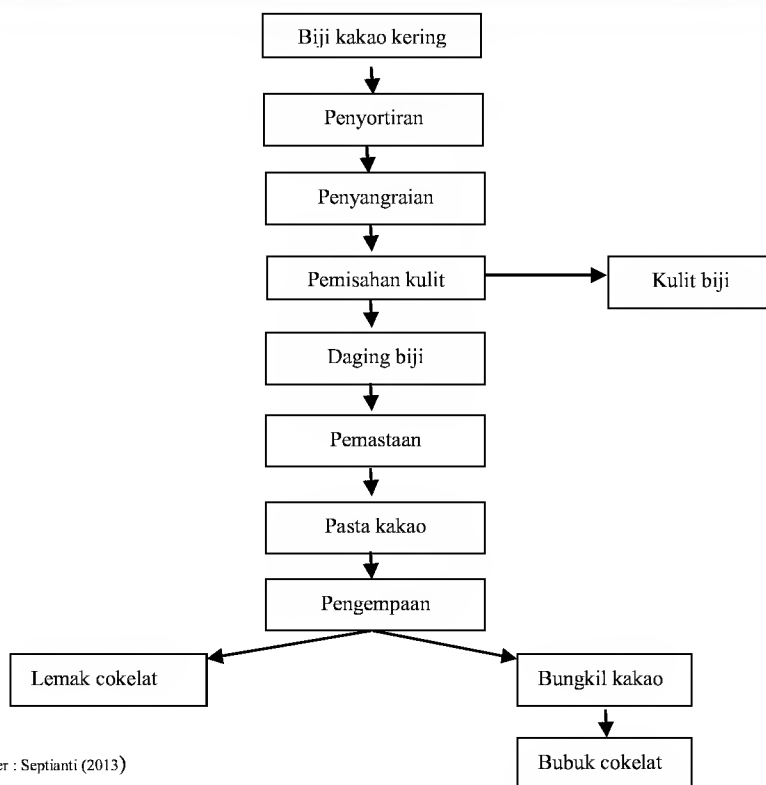 Biji kakao kering
Penyortiran
Penyangraian
Pemisahan kulit
Kulit biji
Daging biji
Pemastaan
Pasta kakao
Pengempaan
Lemak cokelat
Bungkil kakao
Bubuk cokelat
er : Septianti (2013)